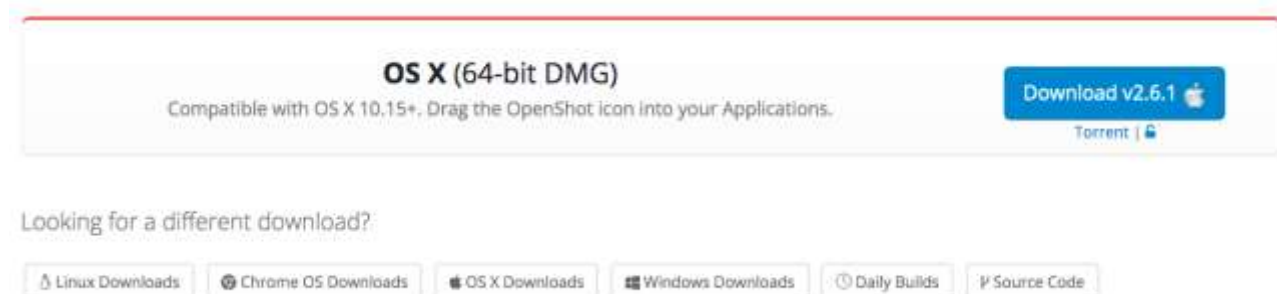 OS X (64-bit DMG)
Compatible with OS X 10.15+. Drag the OpenShot icon into your Applications.
Download v2.6.1
Torrent |
Looking for a different download?
Linux Downloads Chrome OS Downloads OS X Downloads Windows Downloads Daily Builds Source Code